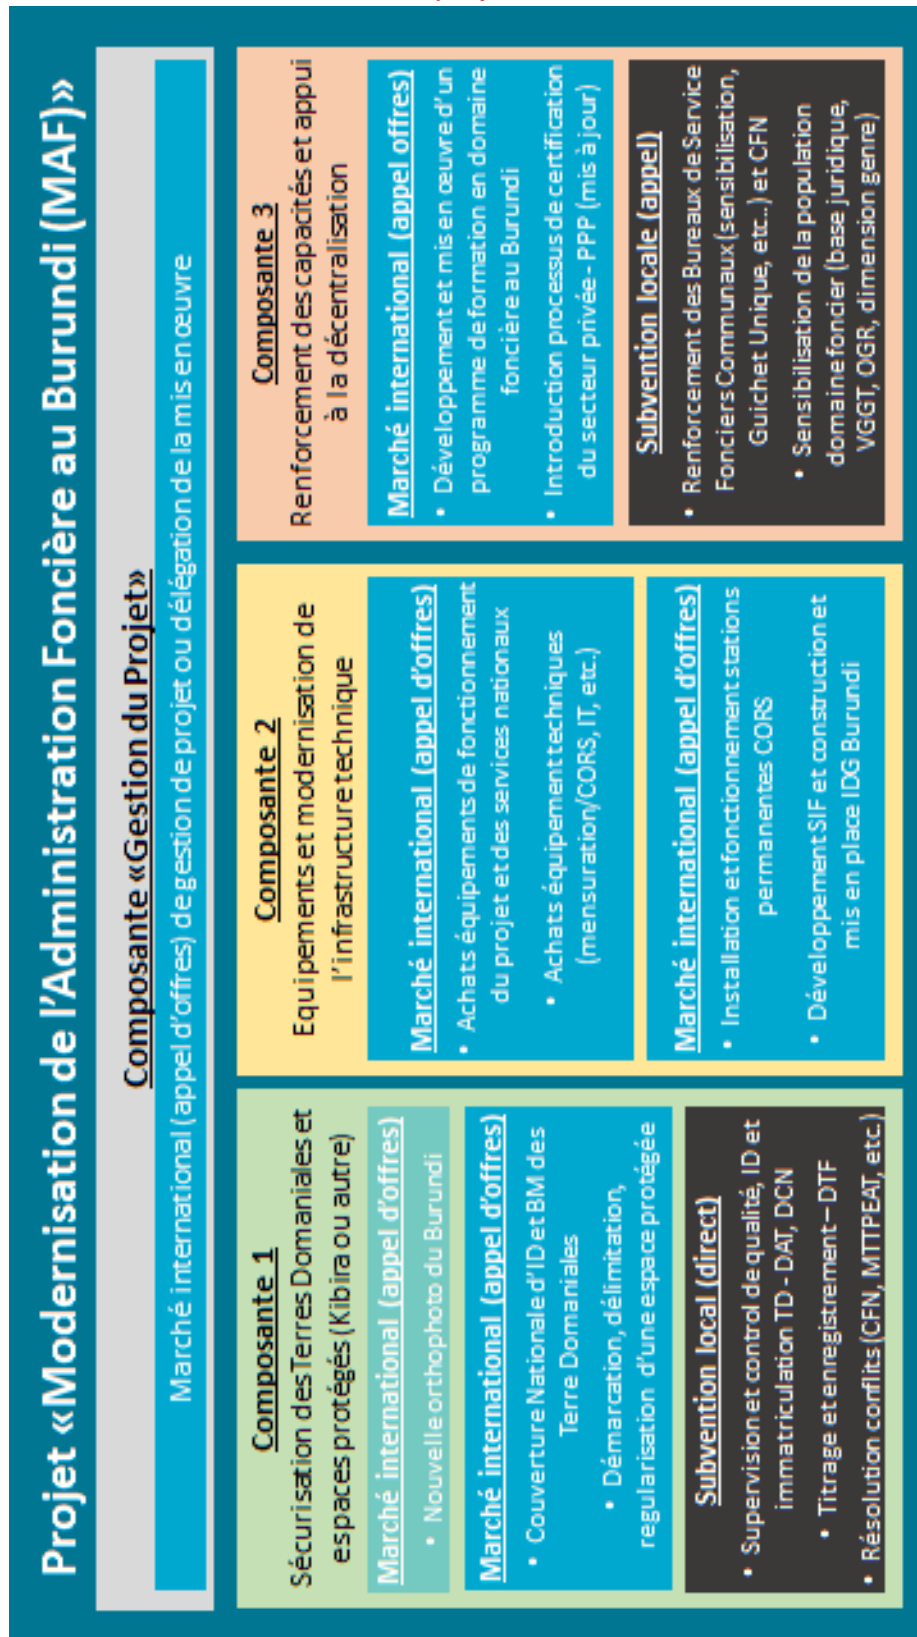 Projet «Modernisation de l'Administration Foncière au Burundi (MAF)»
Composante «Gestion du Projet»
Marché international (appel d'offres) de gestion de projet ou délégation de la mis en œuvre
Composante 1
Sécurisation des Terres Domaniales et
espaces protégés (Kibira ou autre)
Marché international (appel d'offres)
• Nouvelle orthophoto du Burundi
Marché international (appel d'offres)
• Couverture Nationale d'ID et BM des
Terre Domaniales
• Démarcation, délimitation,
regularisation d'une espace protégée
Subvention local (direct)
• Supervision et control de qualité, ID et
immatriculation TD - DAT, DCN
• Titrage et enregistrement – DTF
• Résolution conflits (CFN, MTTPEAT, etc.)
Composante 2
Equipements et modernisation de
l'infrastructure technique
Marché international (appel d'offres)
• Achats équipements de fonctionnement
du projet et des services nationaux
• Achats équipement techniques
(mensuration/CORS, IT, etc.)
Marché international (appel d'offres)
• Installation et fonctionnement stations
permanentes CORS
• Développement SIF et construction et
mis en place IDG Burundi
Composante 3
Renforcement des capacités et appui
à la décentralisation
Marché international (appel offres)
• Développement et mis en œuvre d'un
programme de formation en domaine
foncière au Burundi
• Introduction processus de certification
du secteur privée - PPP (mis à jour)
Subvention locale (appel)
• Renforcement des Bureaux de Service
Fonciers Communaux (sensibilisation,
Guichet Unique, etc..) et CFN
• Sensibilisation de la population
domaine foncier (base juridique,
VGGT, OGR, dimension genre)